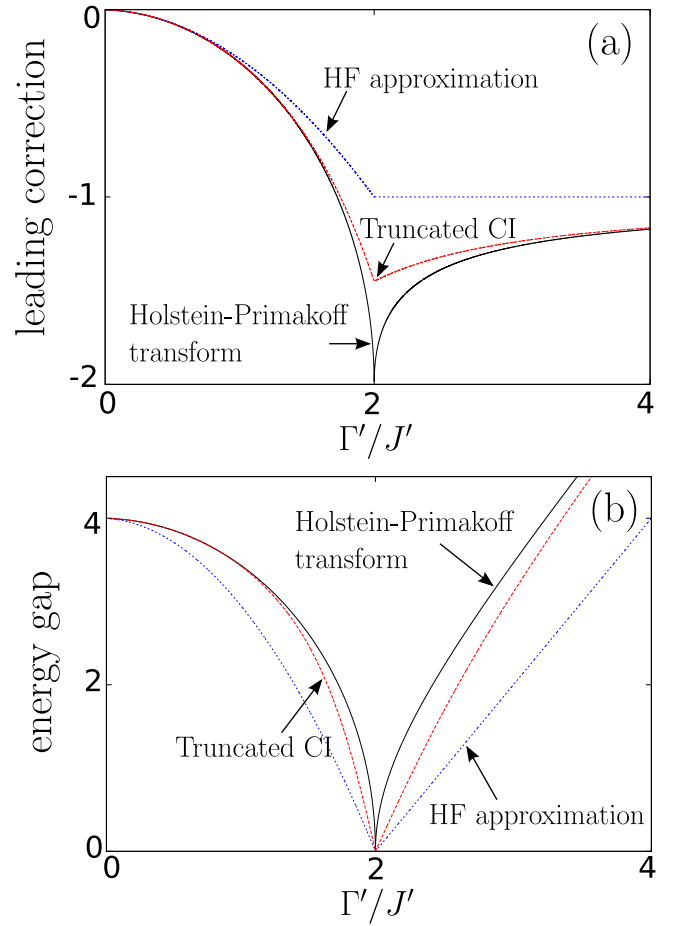 0
(a)
HF approximation
leading correction
-1
Truncated CI
Holstein-Primakoff
transform
-2
0
2
4
Γ′/J′
4
(b)
Holstein-Primakoff
transform
energy gap
2
Truncated CI
HF approximation
0
0
2
4
Γ′/J′